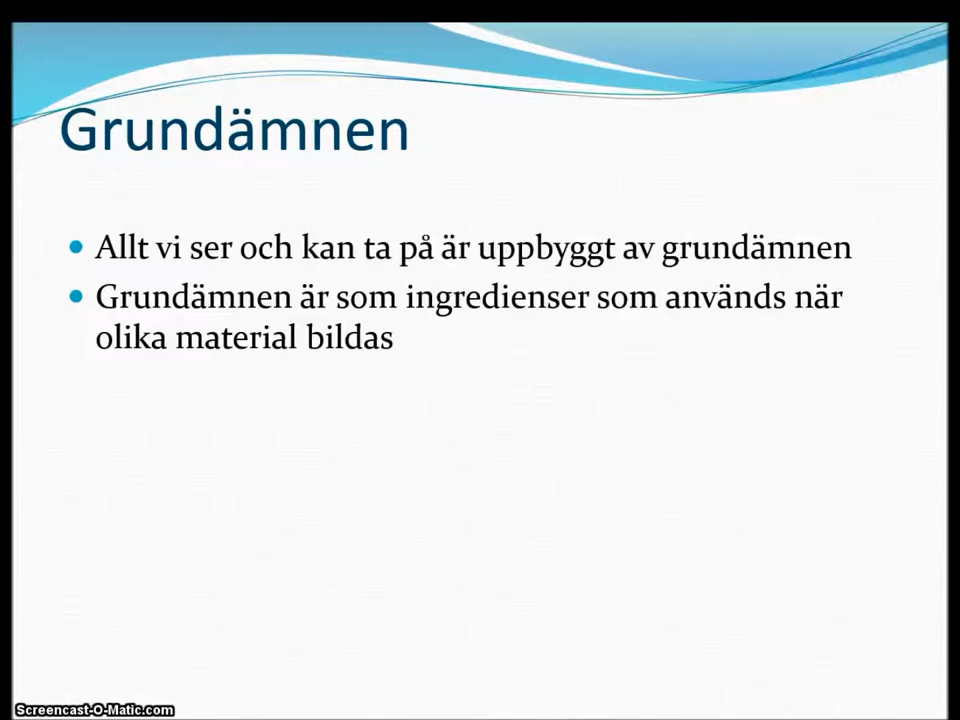 Grundämnen
Allt vi ser och kan ta på är uppbyggt av grundämnen
Grundämnen är som ingredienser som används när
olika material bildas
Screencast-O-Matic.com